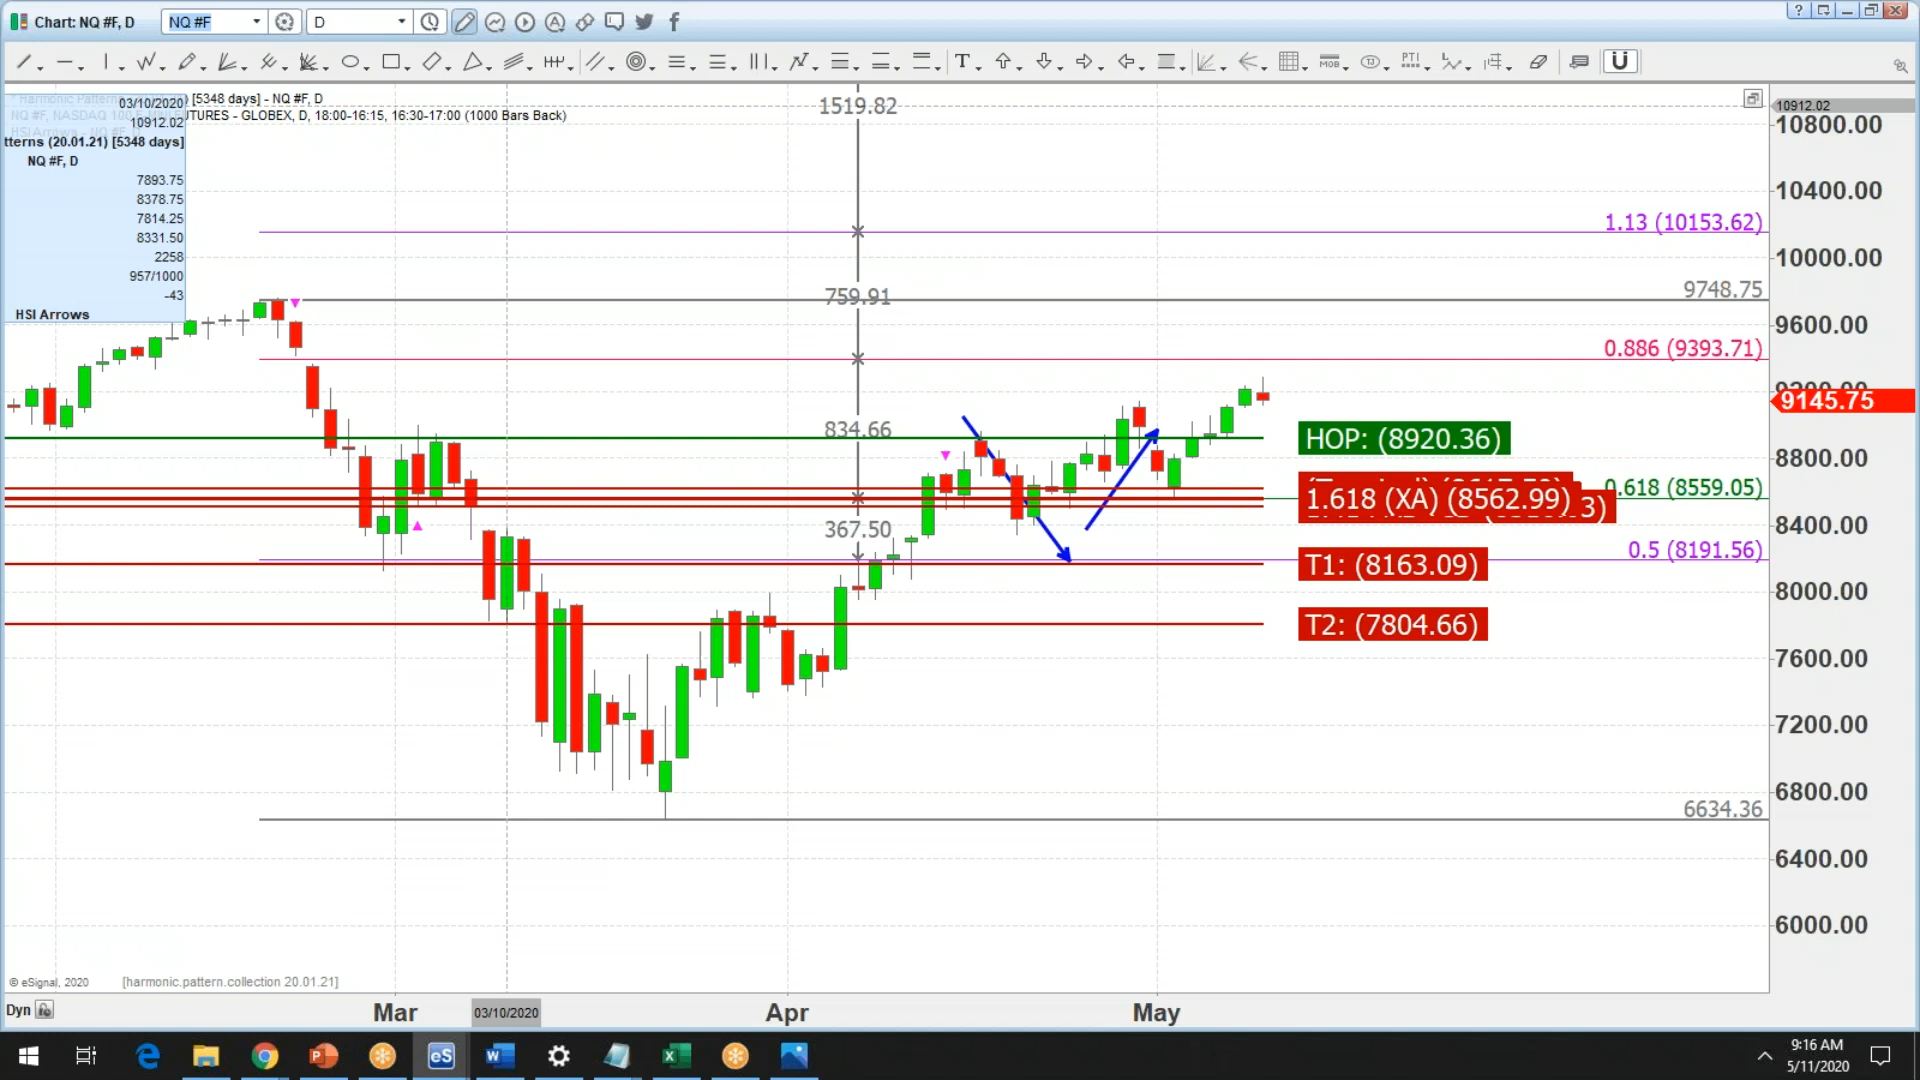 Chart: NQ #F, D
NQ #F
D
03/10/2020
[5348 days] - NQ #F, D
10912.02
FUTURES - GLOBEX, D, 18:00-16:15, 16:30-17:00 (1000 Bars Back)
tterns (20.01.21) [5348 days]
NQ #F, D
7893.75
8378.75
7814.25
8331.50
2258
957/1000
-43
HSI Arrows
1519.82
759.91
834.66
367.50
1.13 (10153.62)
9748.75
0.886 (9393.71)
HOP: (8920.36)
1.618 (XA) (8562.99)
0.618 (8559.05)
0.5 (8191.56)
T1: (8163.09)
T2: (7804.66)
6634.36
10912.02
10800.00
10400.00
10000.00
9600.00
9200.00
9145.75
8800.00
8400.00
8000.00
7600.00
7200.00
6800.00
6400.00
6000.00
© eSignal, 2020
[harmonic.pattern.collection 20.01.21]
Dyn
Mar
03/10/2020
Apr
May
9:16 AM
5/11/2020